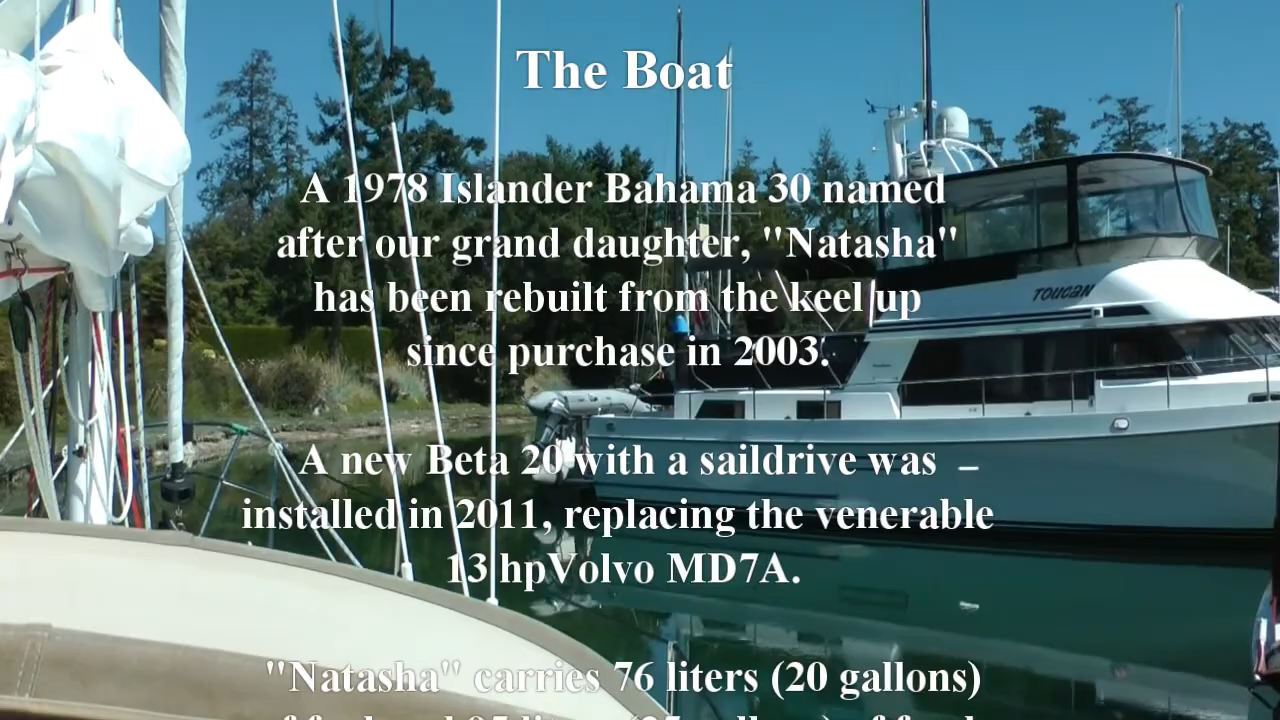 The Boat
A 1978 Islander Bahama 30 named
after our grand daughter, "Natasha"
has been rebuilt from the keel up
since purchase in 2003.
TOUCAN
A new Beta 20 with a saildrive was
installed in 2011, replacing the venerable
13 hpVolvo MD7A.
"Natasha" carries 76 liters (20 gallons)